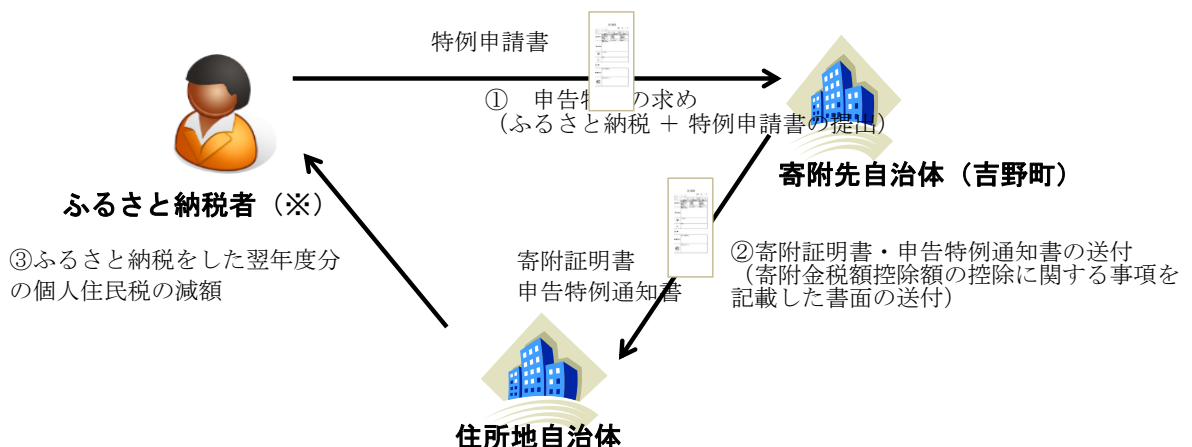 特例申請書
① 申告特 の求め
（ふるさと納税 ＋ 特例申請書の提出）
寄附先自治体（吉野町）
ふるさと納税者（※）
③ふるさと納税をした翌年度分
の個人住民税の減額
寄附証明書
申告特例通知書
②寄附証明書・申告特例通知書の送付
（寄附金税額控除額の控除に関する事項を
記載した書面の送付）
住所地自治体